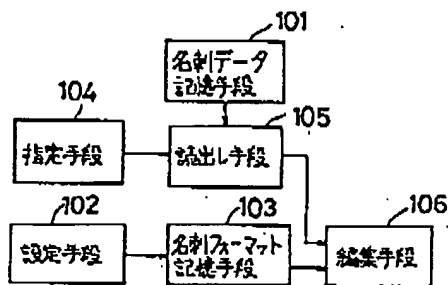 101
名刺データ
記憶手段
104
105
指定手段
読出し手段
102
103
106
設定手段
名刺フォーマット
記憶手段
編集手段